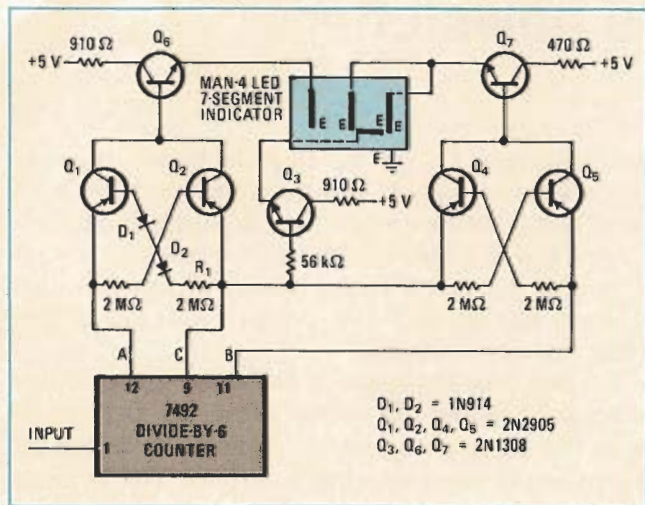 910 Ω
+5 V
Q6
MAN-4 LED
7-SEGMENT
INDICATOR
E
E
E
E
E
Q7
470 Ω
+5 V
Q1
Q2
Q3
910 Ω
+5 V
Q4
Q5
D1
D2
R1
56 kΩ
2 MΩ
2 MΩ
2 MΩ
2 MΩ
A
C
B
12
9
11
7492
DIVIDE-BY-6
COUNTER
INPUT
1
D1, D2 = 1N914
Q1, Q2, Q4, Q5 = 2N2905
Q3, Q6, Q7 = 2N1308